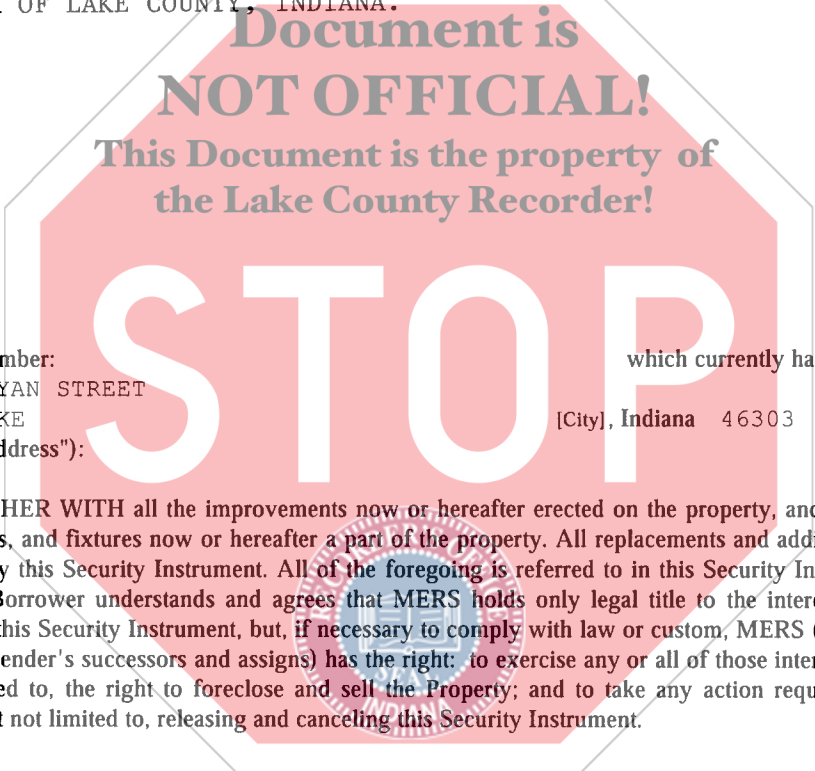 OF LAKE COUNTY, INDIANA.
Document is
NOT OFFICIAL!
This Document is the property of
the Lake County Recorder!
STOP
mber: which currently ha
YAN STREET
KE [City], Indiana 46303
ddress"):
HER WITH all the improvements now or hereafter erected on the property, and
s, and fixtures now or hereafter a part of the property. All replacements and addi
y this Security Instrument. All of the foregoing is referred to in this Security In
Borrower understands and agrees that MERS holds only legal title to the inter
this Security Instrument, but, if necessary to comply with law or custom, MERS (
ender's successors and assigns) has the right: to exercise any or all of those inter
ed to, the right to foreclose and sell the Property; and to take any action requ
t not limited to, releasing and canceling this Security Instrument.
SEAL
INDIANA